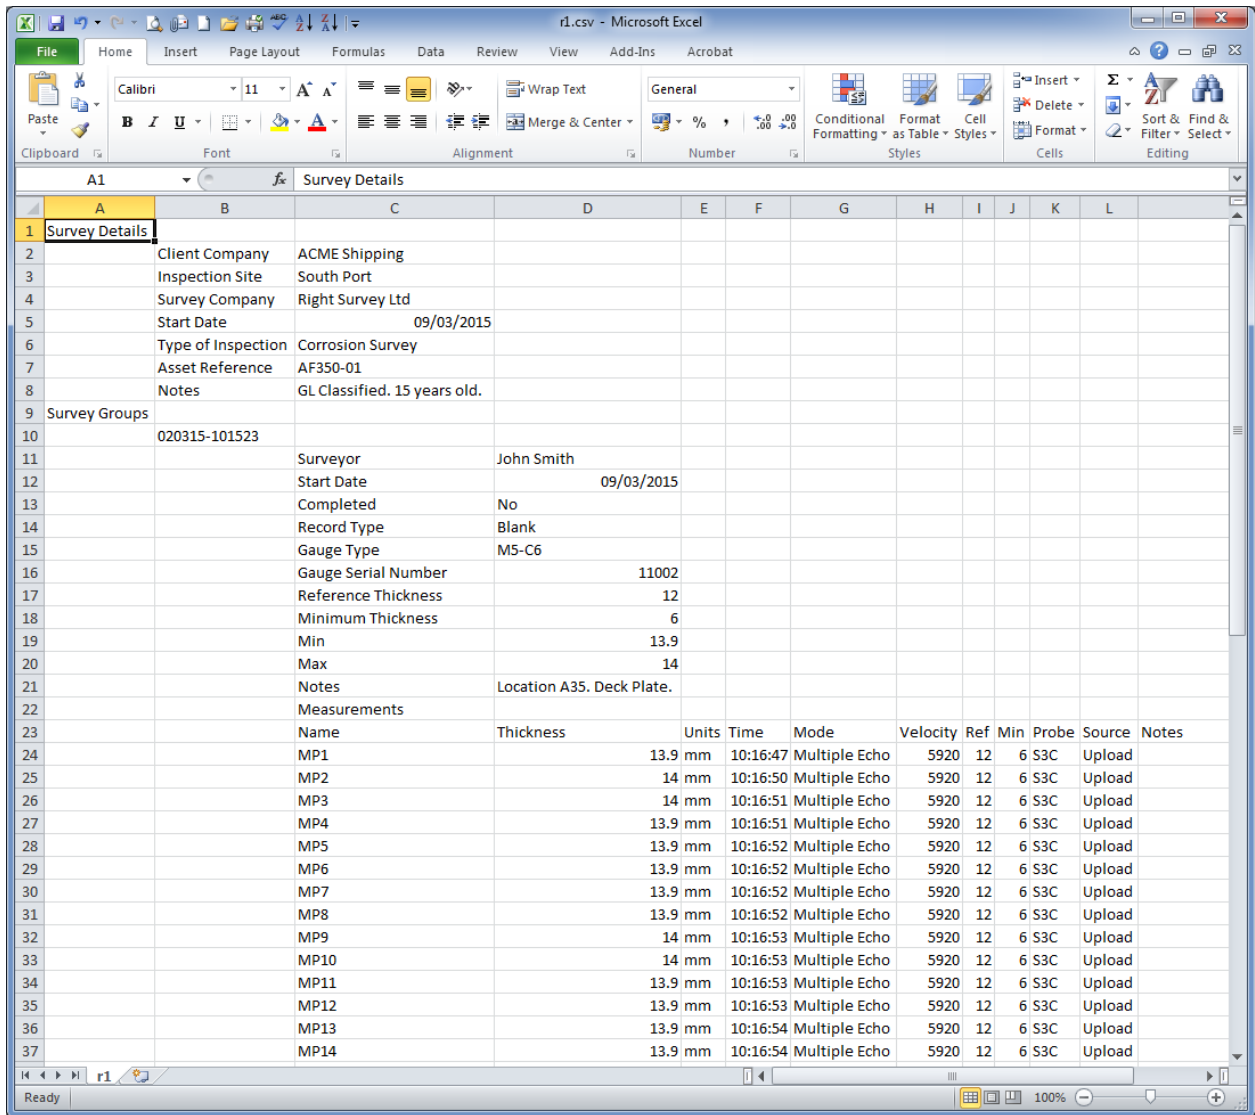 r1.csv - Microsoft Excel
File Home Insert Page Layout Formulas Data Review View Add-Ins Acrobat
Calibri 11 Wrap Text General Insert
Delete
Paste B I U Merge & Center % , Conditional Format Cell Format Sort & Find &
Formatting as Table Styles Filter Select
Clipboard Font Alignment Number Styles Cells Editing
A1 fx Survey Details
A B C D E F G H I J K L
1 Survey Details
2 Client Company ACME Shipping
3 Inspection Site South Port
4 Survey Company Right Survey Ltd
5 Start Date 09/03/2015
6 Type of Inspection Corrosion Survey
7 Asset Reference AF350-01
8 Notes GL Classified. 15 years old.
9 Survey Groups
10 020315-101523
11 Surveyor John Smith
12 Start Date 09/03/2015
13 Completed No
14 Record Type Blank
15 Gauge Type M5-C6
16 Gauge Serial Number 11002
17 Reference Thickness 12
18 Minimum Thickness 6
19 Min 13.9
20 Max 14
21 Notes Location A35. Deck Plate.
22 Measurements
23 Name Thickness Units Time Mode Velocity Ref Min Probe Source Notes
24 MP1 13.9 mm 10:16:47 Multiple Echo 5920 12 6 S3C Upload
25 MP2 14 mm 10:16:50 Multiple Echo 5920 12 6 S3C Upload
26 MP3 14 mm 10:16:51 Multiple Echo 5920 12 6 S3C Upload
27 MP4 13.9 mm 10:16:51 Multiple Echo 5920 12 6 S3C Upload
28 MP5 13.9 mm 10:16:52 Multiple Echo 5920 12 6 S3C Upload
29 MP6 13.9 mm 10:16:52 Multiple Echo 5920 12 6 S3C Upload
30 MP7 13.9 mm 10:16:52 Multiple Echo 5920 12 6 S3C Upload
31 MP8 13.9 mm 10:16:52 Multiple Echo 5920 12 6 S3C Upload
32 MP9 14 mm 10:16:53 Multiple Echo 5920 12 6 S3C Upload
33 MP10 14 mm 10:16:53 Multiple Echo 5920 12 6 S3C Upload
34 MP11 13.9 mm 10:16:53 Multiple Echo 5920 12 6 S3C Upload
35 MP12 13.9 mm 10:16:53 Multiple Echo 5920 12 6 S3C Upload
36 MP13 13.9 mm 10:16:54 Multiple Echo 5920 12 6 S3C Upload
37 MP14 13.9 mm 10:16:54 Multiple Echo 5920 12 6 S3C Upload
r1
Ready 100%